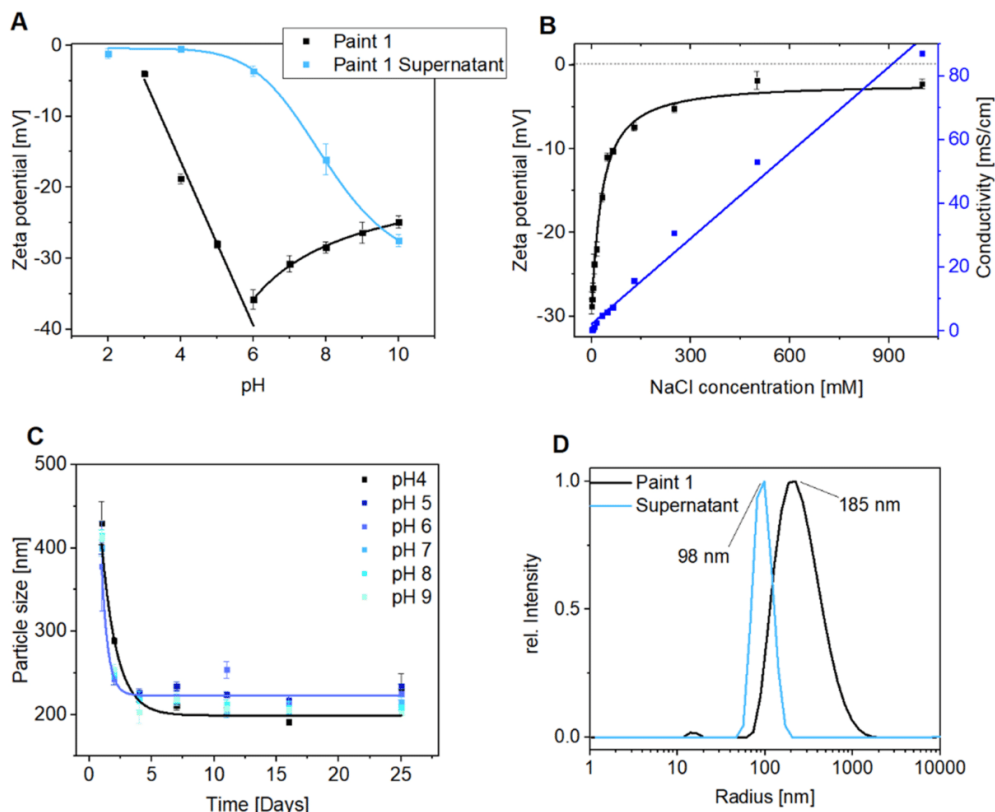 A
Paint 1
Paint 1 Supernatant
0
-10
-20
-30
-40
Zeta potential [mV]
2 4 6 8 10
pH
B
0
-10
-20
-30
Zeta potential [mV]
80
60
40
20
0
Conductivity [mS/cm]
0 300 600 900
NaCl concentration [mM]
C
500
400
300
200
Particle size [nm]
pH4
pH 5
pH 6
pH 7
pH 8
pH 9
0 5 10 15 20 25
Time [Days]
D
1.0
0.5
0.0
rel. Intensity
Paint 1
Supernatant
185 nm
98 nm
1 10 100 1000 10000
Radius [nm]